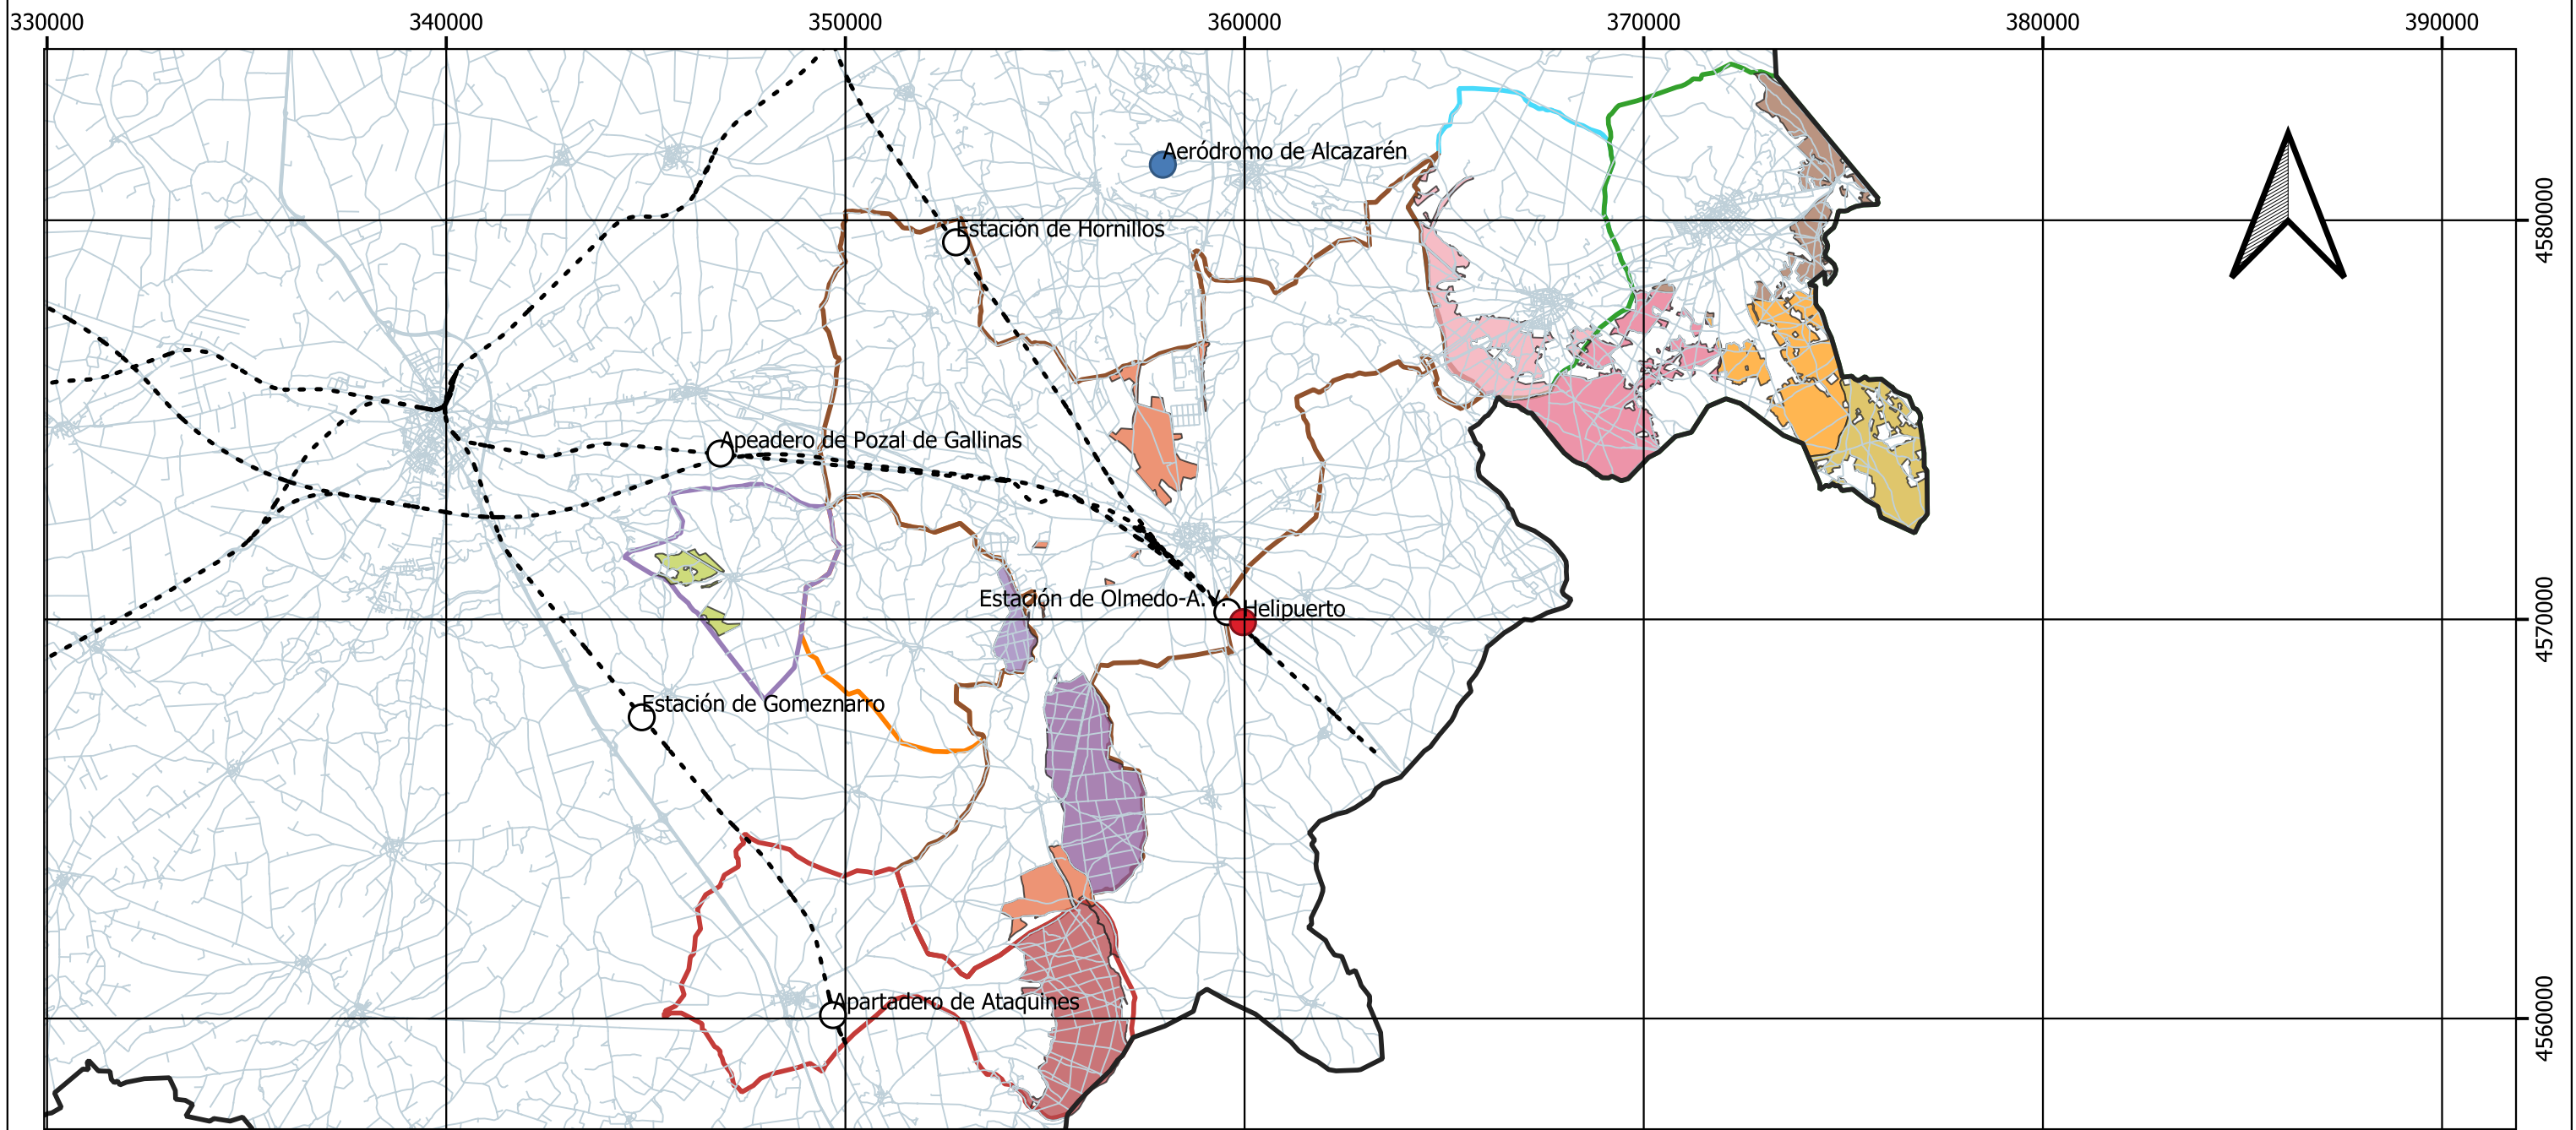 330000
340000
350000
360000
370000
380000
390000
Aeródromo de Alcazarén
4580000
Estación de Hornillos
Apeadero de Pozal de Gallinas
Estación de Olmedo-A.V.
Helipuerto
4570000
Estación de Gomeznarro
Apartadero de Ataquines
4560000